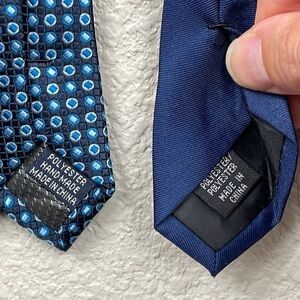 POLYESTER
HAND MADE
MADE IN CHINA
POLYESTER/
POLYESTER
MADE IN
CHINA